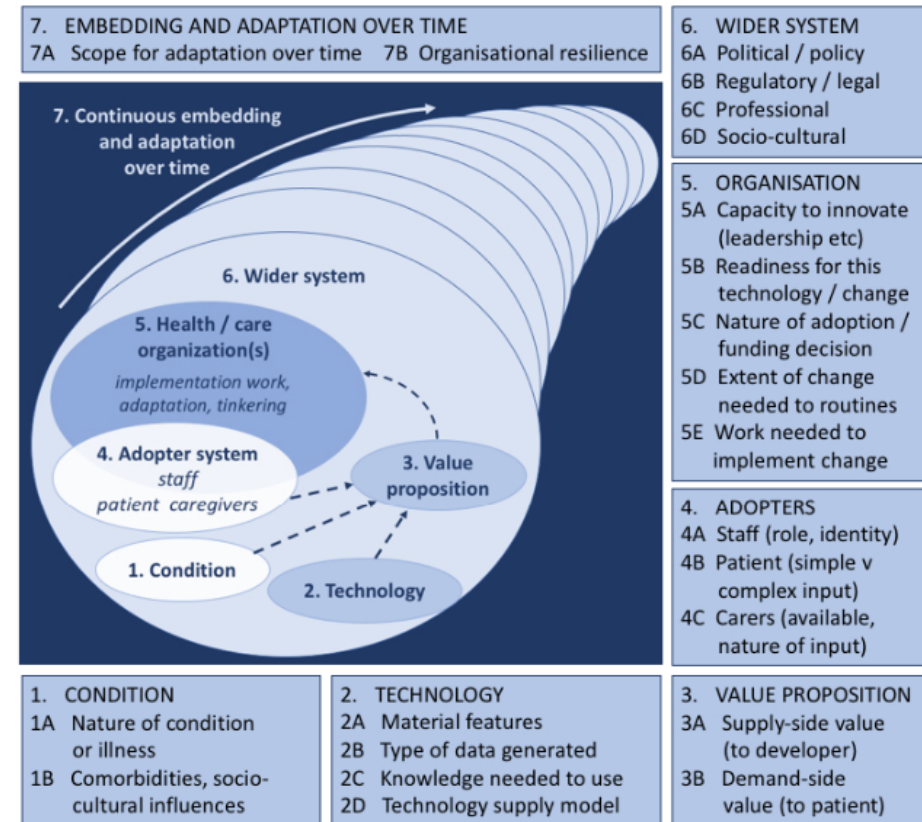 7. EMBEDDING AND ADAPTATION OVER TIME
7A Scope for adaptation over time 7B Organisational resilience
7. Continuous embedding
and adaptation
over time
6. Wider system
5. Health / care
organization(s)
implementation work,
adaptation, tinkering
4. Adopter system
staff
patient caregivers
3. Value
proposition
1. Condition
2. Technology
6. WIDER SYSTEM
6A Political / policy
6B Regulatory / legal
6C Professional
6D Socio-cultural
5. ORGANISATION
5A Capacity to innovate
(leadership etc)
5B Readiness for this
technology / change
5C Nature of adoption /
funding decision
5D Extent of change
needed to routines
5E Work needed to
implement change
4. ADOPTERS
4A Staff (role, identity)
4B Patient (simple v
complex input)
4C Carers (available,
nature of input)
1. CONDITION
1A Nature of condition
or illness
1B Comorbidities, socio-
cultural influences
2. TECHNOLOGY
2A Material features
2B Type of data generated
2C Knowledge needed to use
2D Technology supply model
3. VALUE PROPOSITION
3A Supply-side value
(to developer)
3B Demand-side
value (to patient)